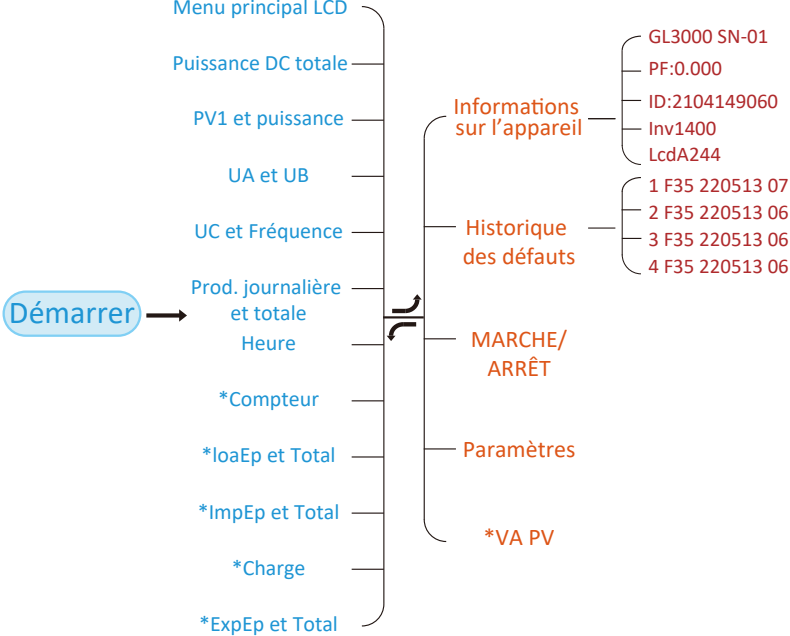 Démarrer
Menu principal LCD
Puissance DC totale
PV1 et puissance
UA et UB
UC et Fréquence
Prod. journalière
et totale
Heure
*Compteur
*loaEp et Total
*ImpEp et Total
*Charge
*ExpEp et Total
Informations
sur l'appareil
Historique
des défauts
MARCHE/
ARRÊT
Paramètres
*VA PV
GL3000 SN-01
PF:0.000
ID:2104149060
Inv1400
LcdA244
1 F35 220513 07
2 F35 220513 06
3 F35 220513 06
4 F35 220513 06